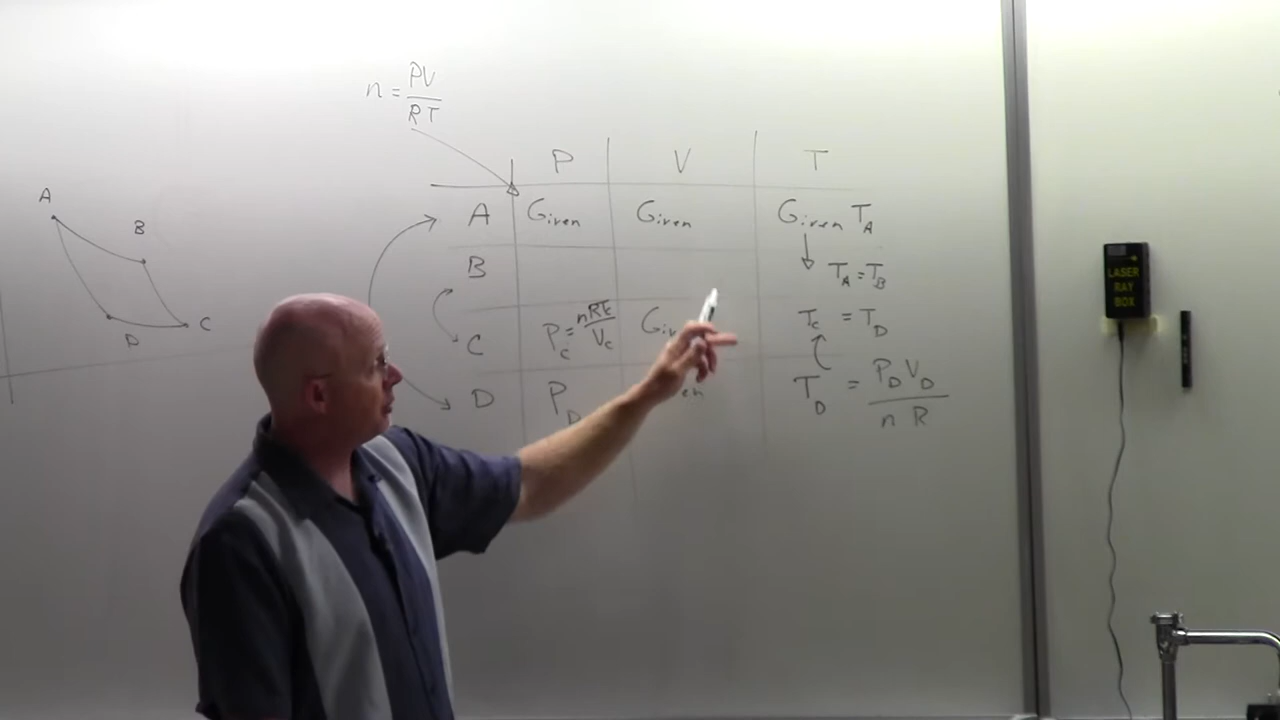 n = PV / RT
P V T
A Given Given Given T_A
B T_A = T_B
C P_C = nRT_C / V_C T_C = T_D
D P_D T_D = P_D V_D / n R
A
B
C
D
LASER
RAY
BOX